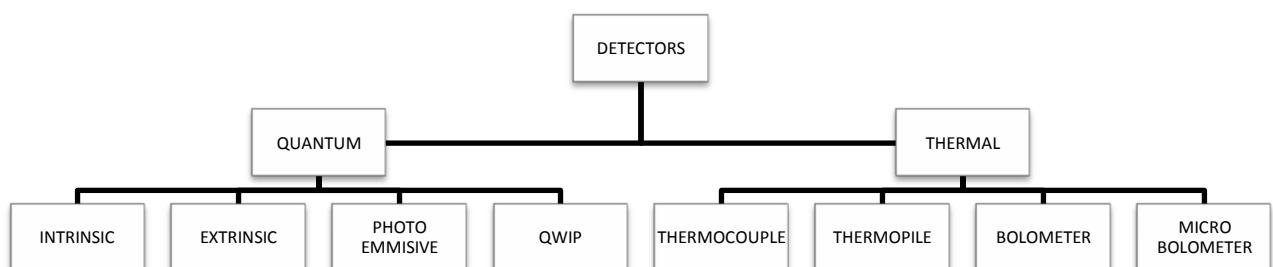 DETECTORS
QUANTUM
THERMAL
INTRINSIC
EXTRINSIC
PHOTO
EMMISIVE
QWIP
THERMOCOUPLE
THERMOPILE
BOLOMETER
MICRO
BOLOMETER